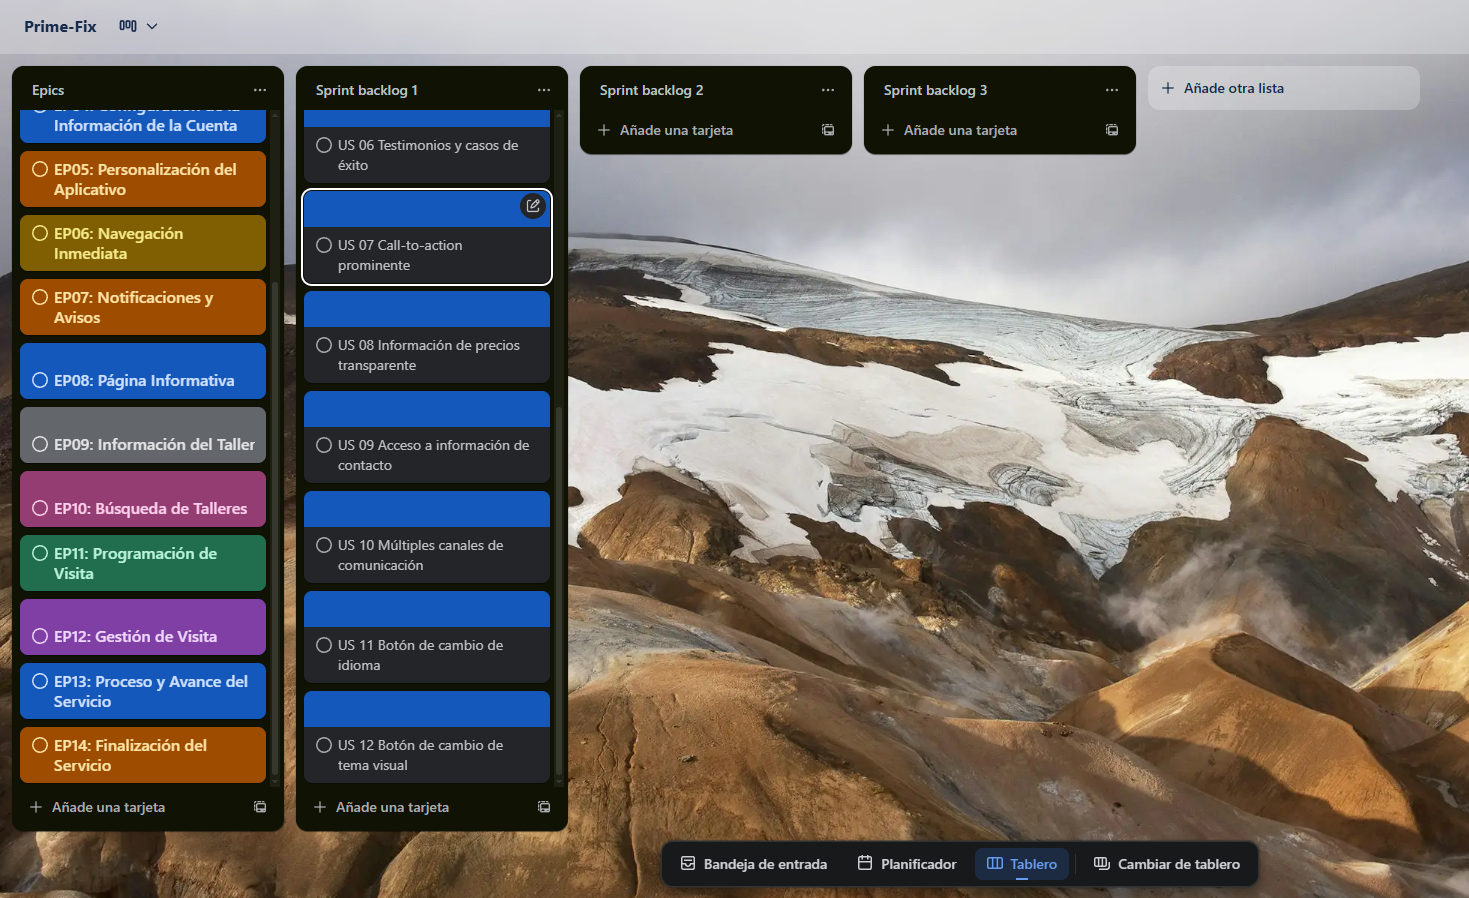 Prime-Fix
Epics
Información de la Cuenta
EP05: Personalización del
Aplicativo
EP06: Navegación
Inmediata
EP07: Notificaciones y
Avisos
EP08: Página Informativa
EP09: Información del Taller
EP10: Búsqueda de Talleres
EP11: Programación de
Visita
EP12: Gestión de Visita
EP13: Proceso y Avance del
Servicio
EP14: Finalización del
Servicio
Añade una tarjeta
Sprint backlog 1
US 06 Testimonios y casos de
éxito
US 07 Call-to-action
prominente
US 08 Información de precios
transparente
US 09 Acceso a información de
contacto
US 10 Múltiples canales de
comunicación
US 11 Botón de cambio de
idioma
US 12 Botón de cambio de
tema visual
Añade una tarjeta
Sprint backlog 2
Añade una tarjeta
Sprint backlog 3
Añade una tarjeta
Añade otra lista
Bandeja de entrada
Planificador
Tablero
Cambiar de tablero